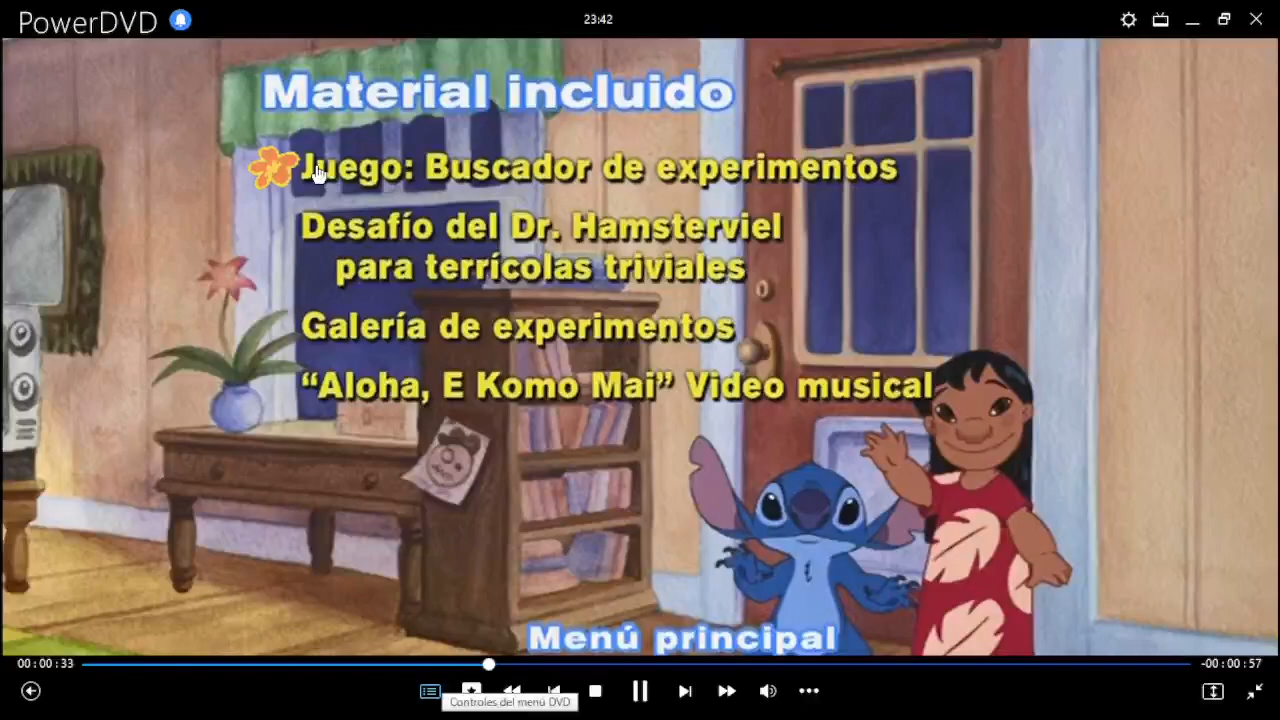 PowerDVD
23:42
Material incluido
Juego: Buscador de experimentos
Desafío del Dr. Hamsterviel
para terrícolas triviales
Galería de experimentos
“Aloha, E Komo Mai” Video musical
Menú principal
00:00:33
-00:00:57
Controles del menú DVD